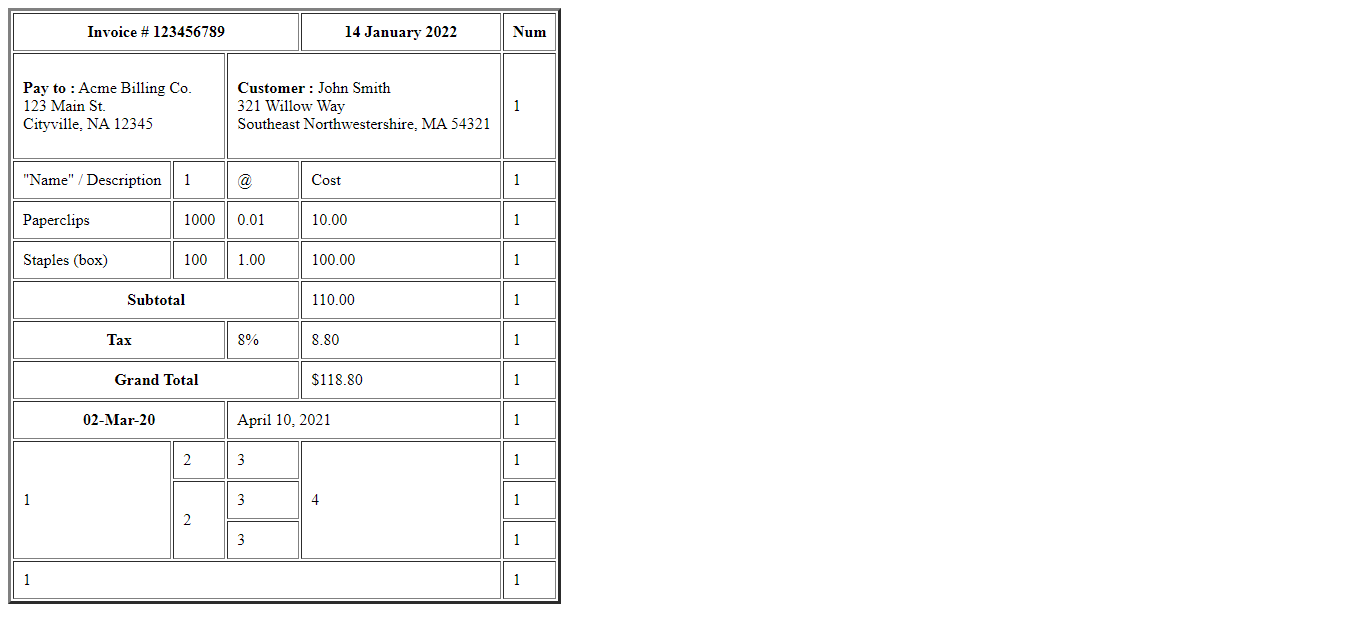 Invoice # 123456789 14 January 2022 Num
Pay to : Acme Billing Co.
123 Main St.
Cityville, NA 12345
Customer : John Smith
321 Willow Way
Southeast Northwestershire, MA 54321
1
"Name" / Description 1 @ Cost 1
Paperclips 1000 0.01 10.00 1
Staples (box) 100 1.00 100.00 1
Subtotal 110.00 1
Tax 8% 8.80 1
Grand Total $118.80 1
02-Mar-20 April 10, 2021 1
2 3 1
1 3 4 1
2
3 1
1 1